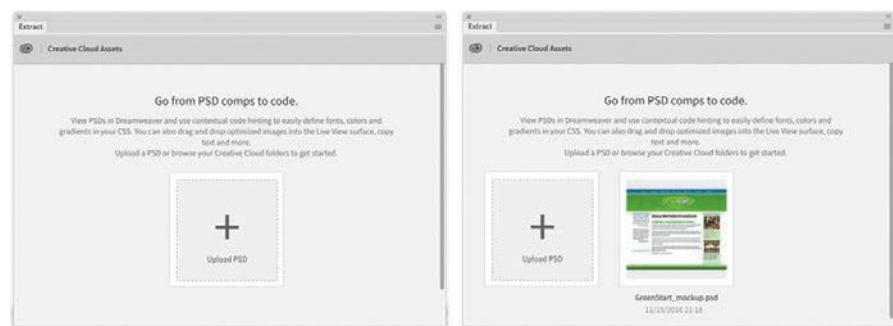 Extract
Creative Cloud Assets
Go from PSD comps to code.
View PSDs in Dreamweaver and use contextual code hinting to easily define fonts, colors and
gradients in your CSS. You can also drag and drop optimized images into the Live View surface, copy
text and more.
Upload a PSD or browse your Creative Cloud folders to get started.
Upload PSD
Extract
Creative Cloud Assets
Go from PSD comps to code.
View PSDs in Dreamweaver and use contextual code hinting to easily define fonts, colors and
gradients in your CSS. You can also drag and drop optimized images into the Live View surface, copy
text and more.
Upload a PSD or browse your Creative Cloud folders to get started.
Upload PSD
GreenStart_mockup.psd
11/15/2016 21:18